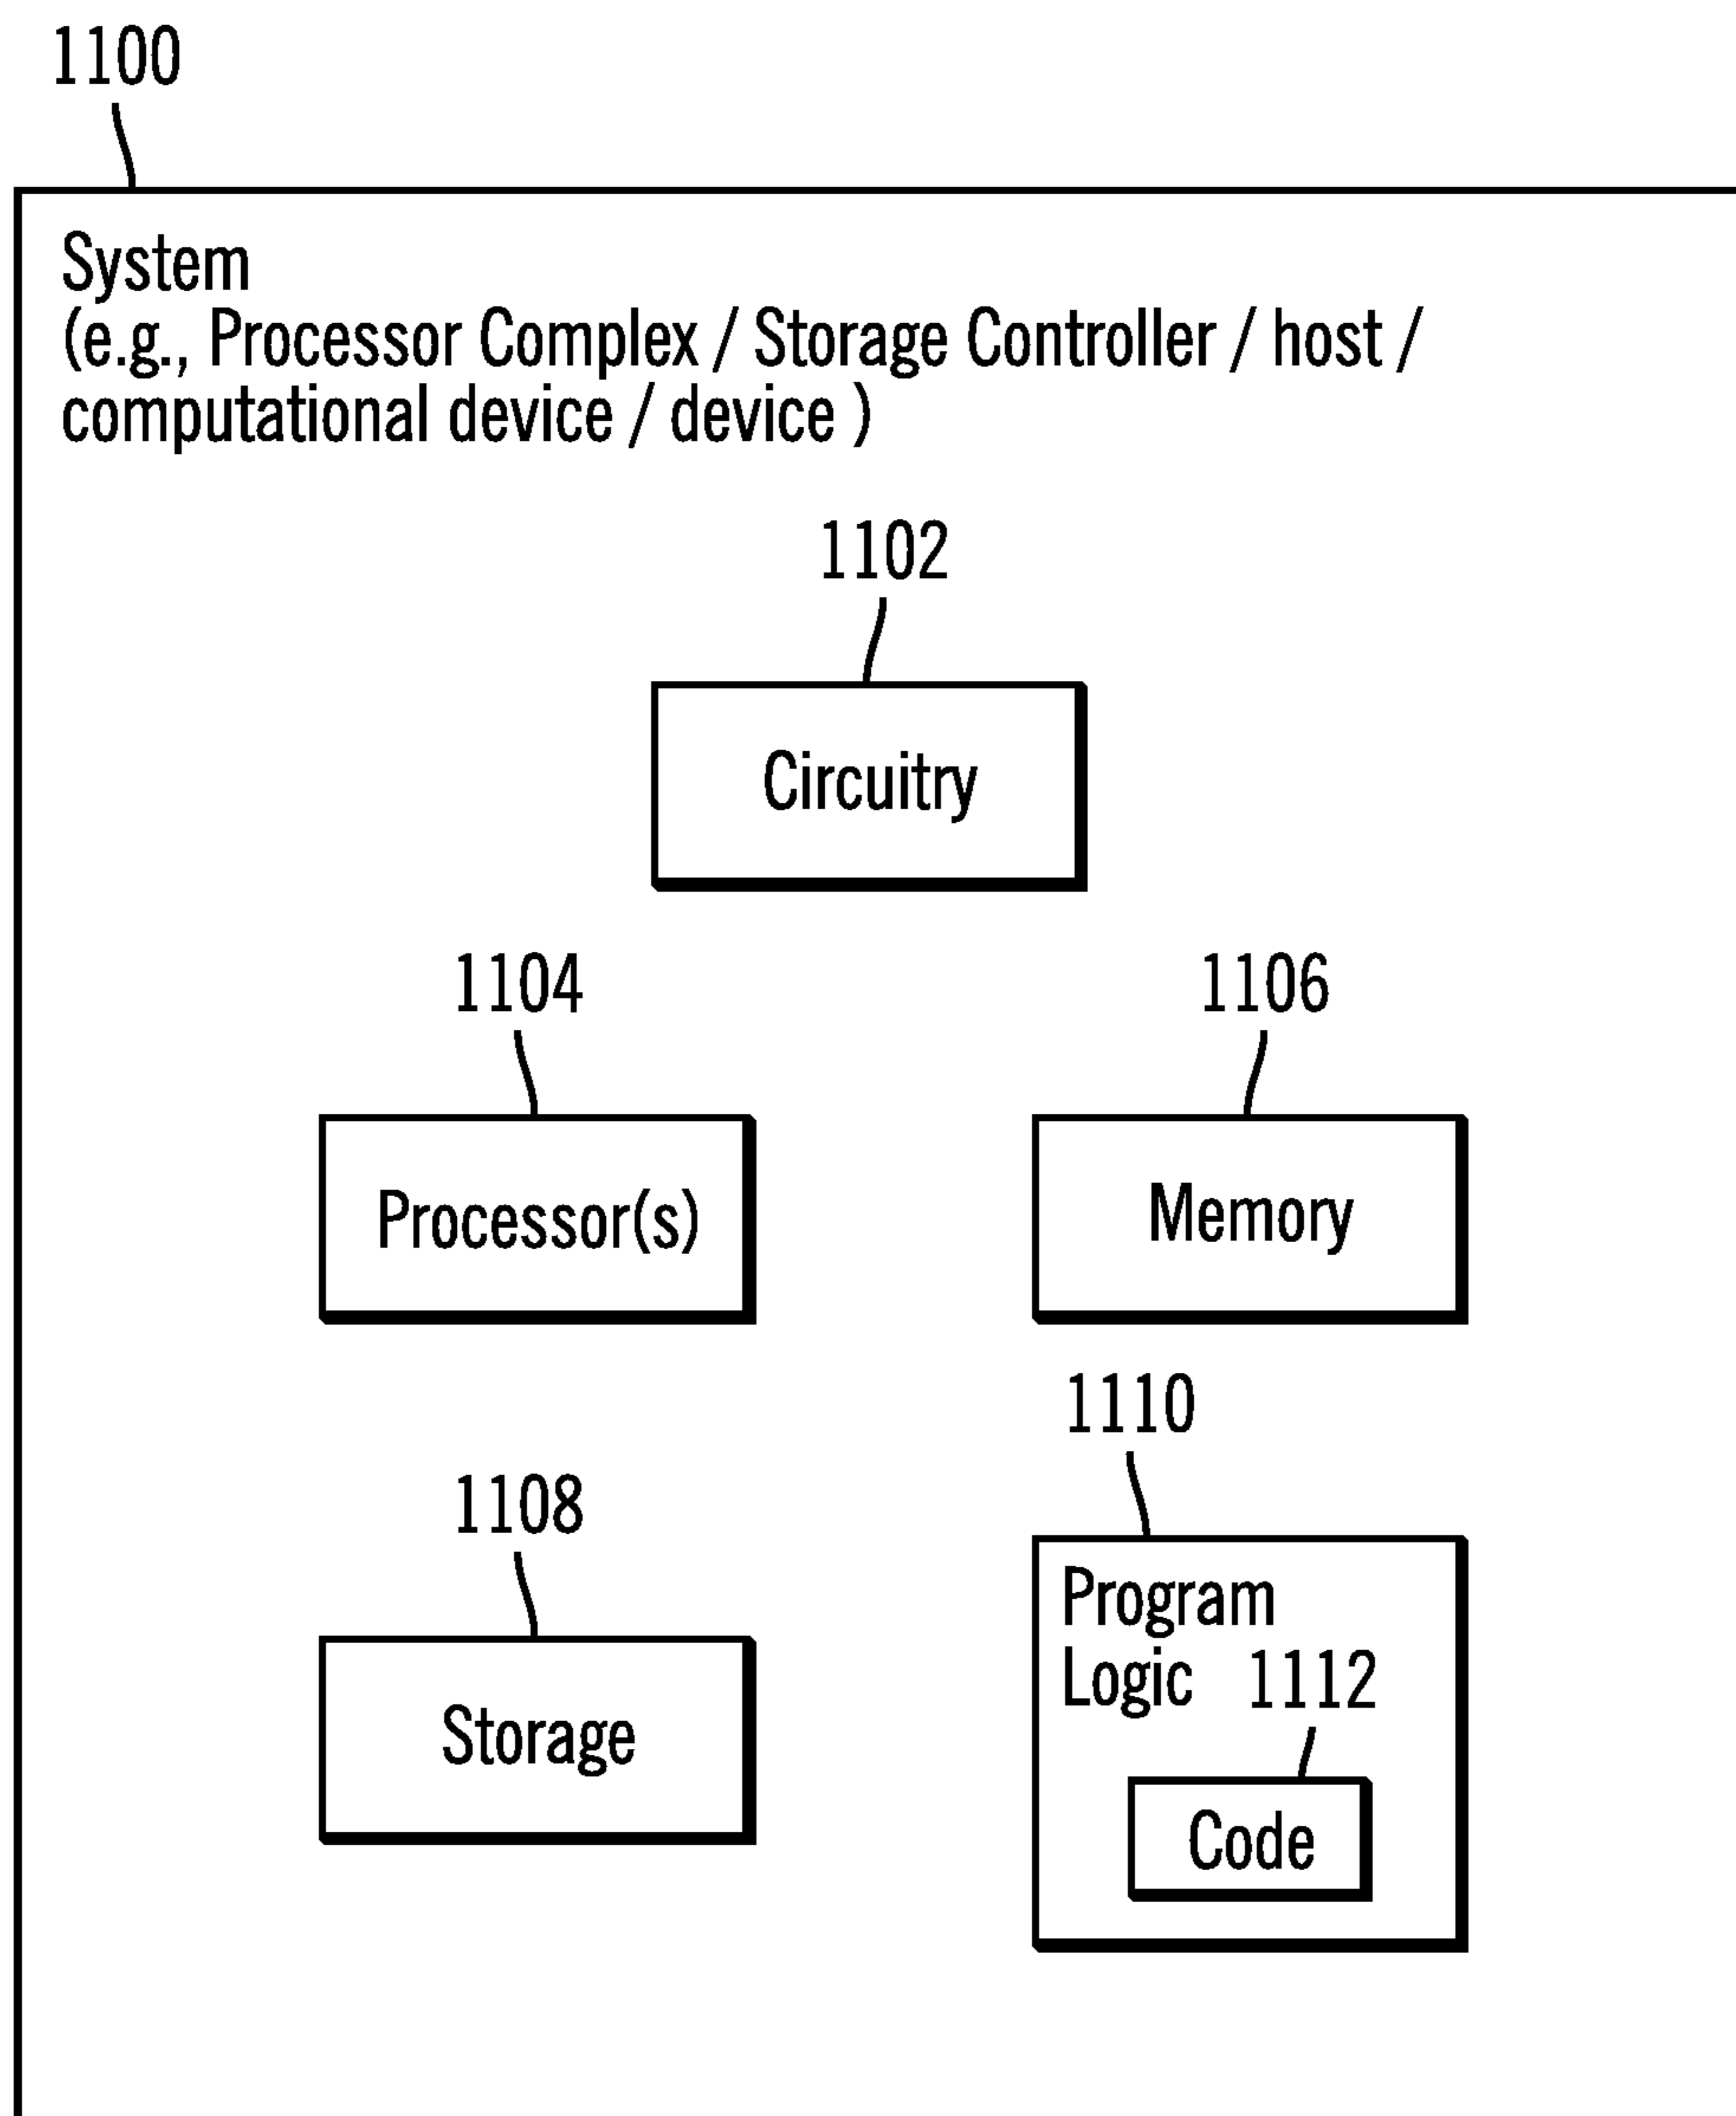 1100
System
(e.g., Processor Complex / Storage Controller / host /
computational device / device )
1102
Circuitry
1104
1106
Processor(s)
Memory
1110
1108
Program
Logic 1112
Storage
Code